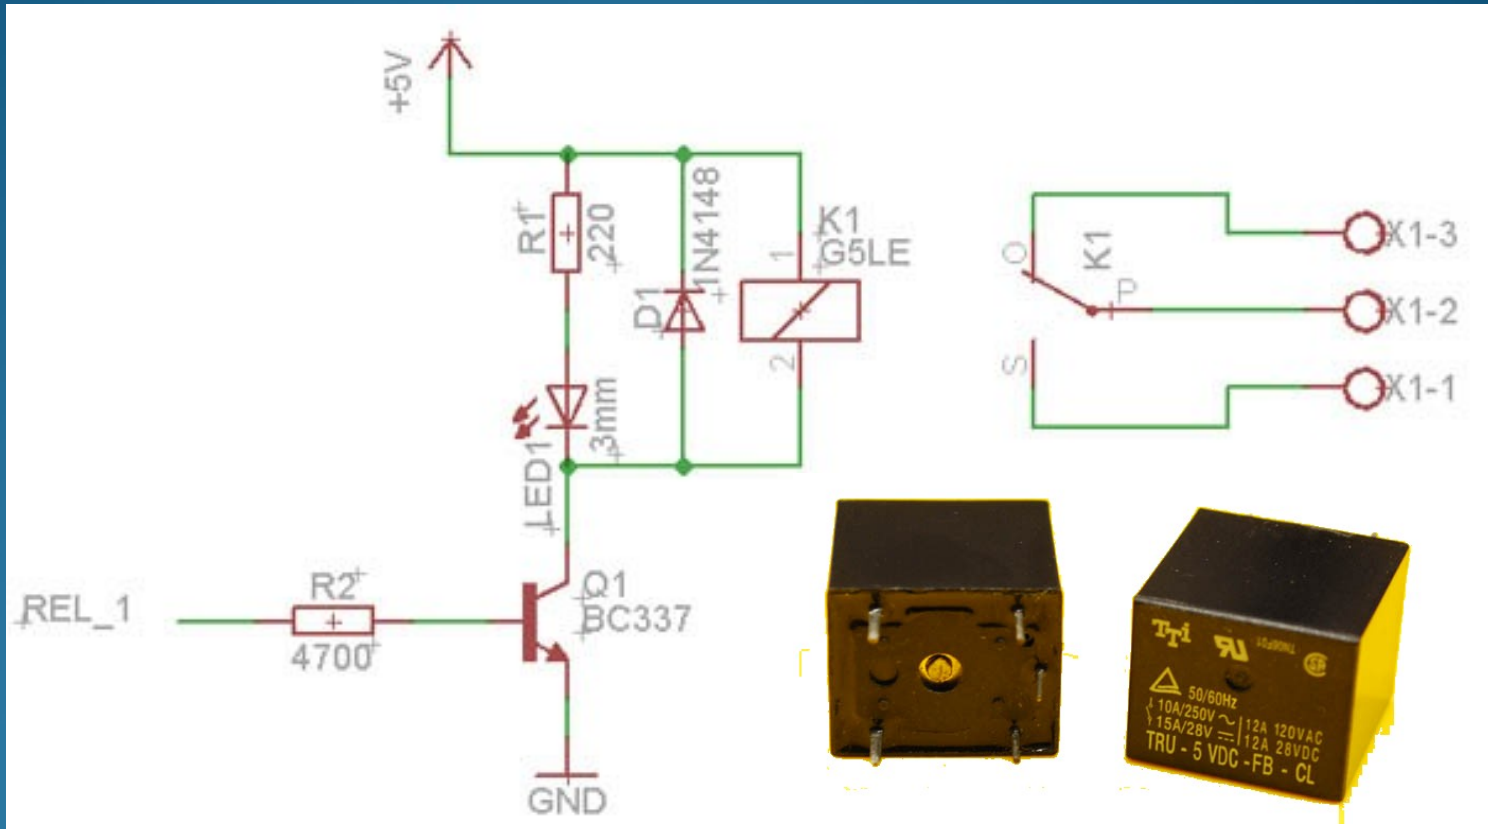 +5V
R1
220
1N4148
D1
K1
G5LE
1
2
LED1
3mm
REL_1
R2
4700
Q1
BC337
GND
O
K1
P
S
X1-3
X1-2
X1-1
TTi
TN06F01
50/60Hz
10A/250V ~ 12A 120VAC
15A/28V 12A 28VDC
TRU - 5 VDC - FB - CL